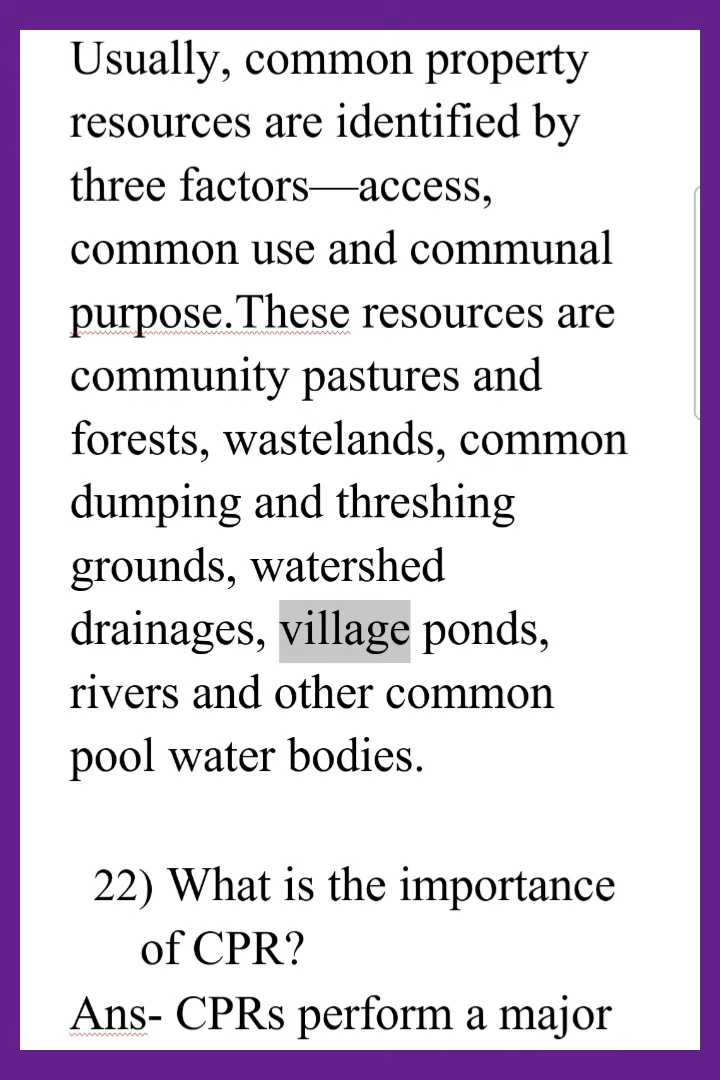 Usually, common property
resources are identified by
three factors—access,
common use and communal
purpose.These resources are
community pastures and
forests, wastelands, common
dumping and threshing
grounds, watershed
drainages, village ponds,
rivers and other common
pool water bodies.
22) What is the importance
of CPR?
Ans- CPRs perform a major